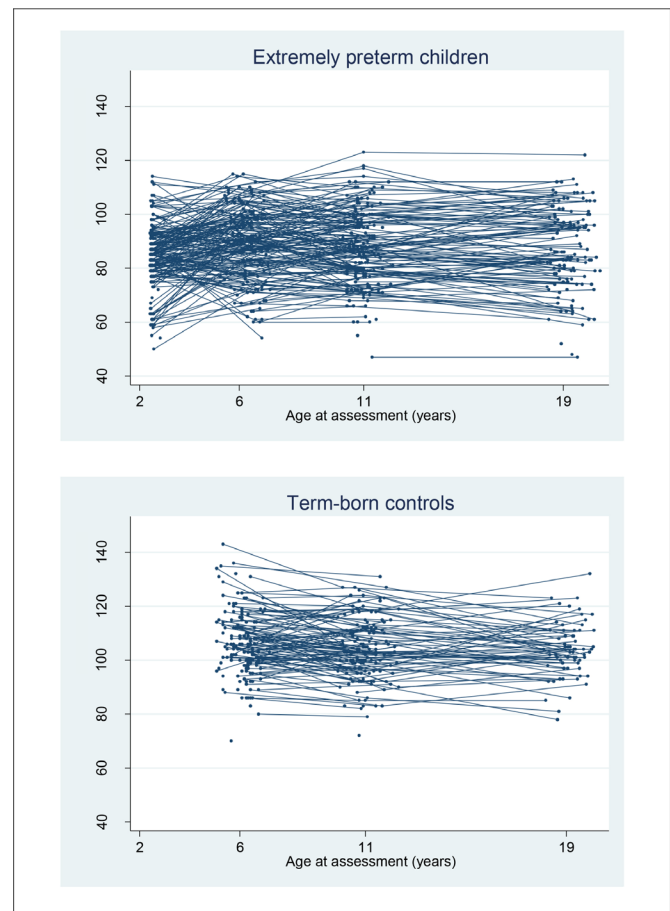 Extremely preterm children
140
120
100
80
60
40
2 6 11 19
Age at assessment (years)
Term-born controls
140
120
100
80
60
40
2 6 11 19
Age at assessment (years)